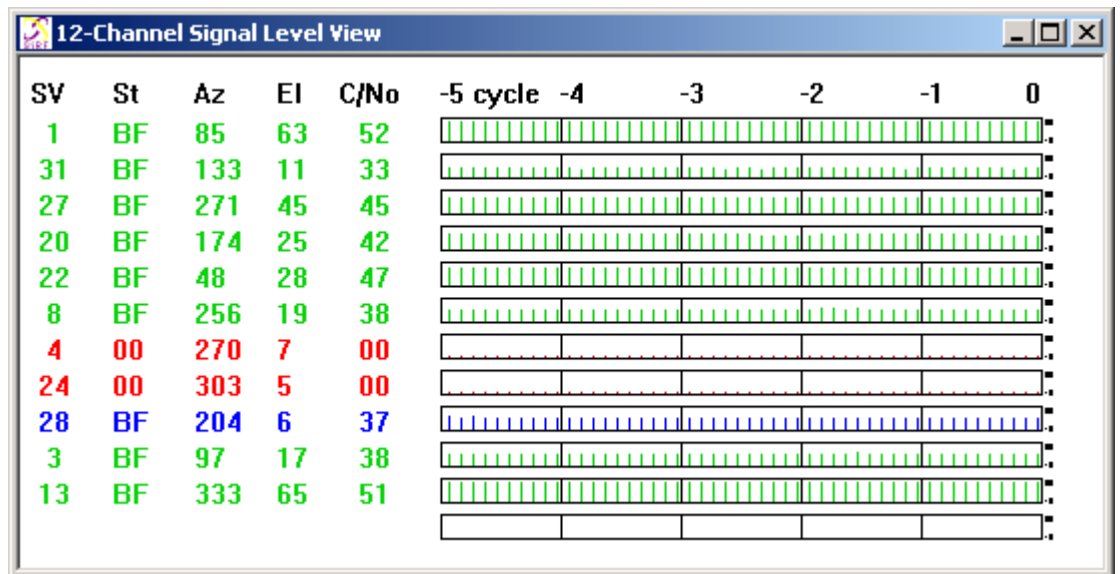 12-Channel Signal Level View
SV St Az El C/No -5 cycle -4 -3 -2 -1 0
1 BF 85 63 52
31 BF 133 11 33
27 BF 271 45 45
20 BF 174 25 42
22 BF 48 28 47
8 BF 256 19 38
4 00 270 7 00
24 00 303 5 00
28 BF 204 6 37
3 BF 97 17 38
13 BF 333 65 51